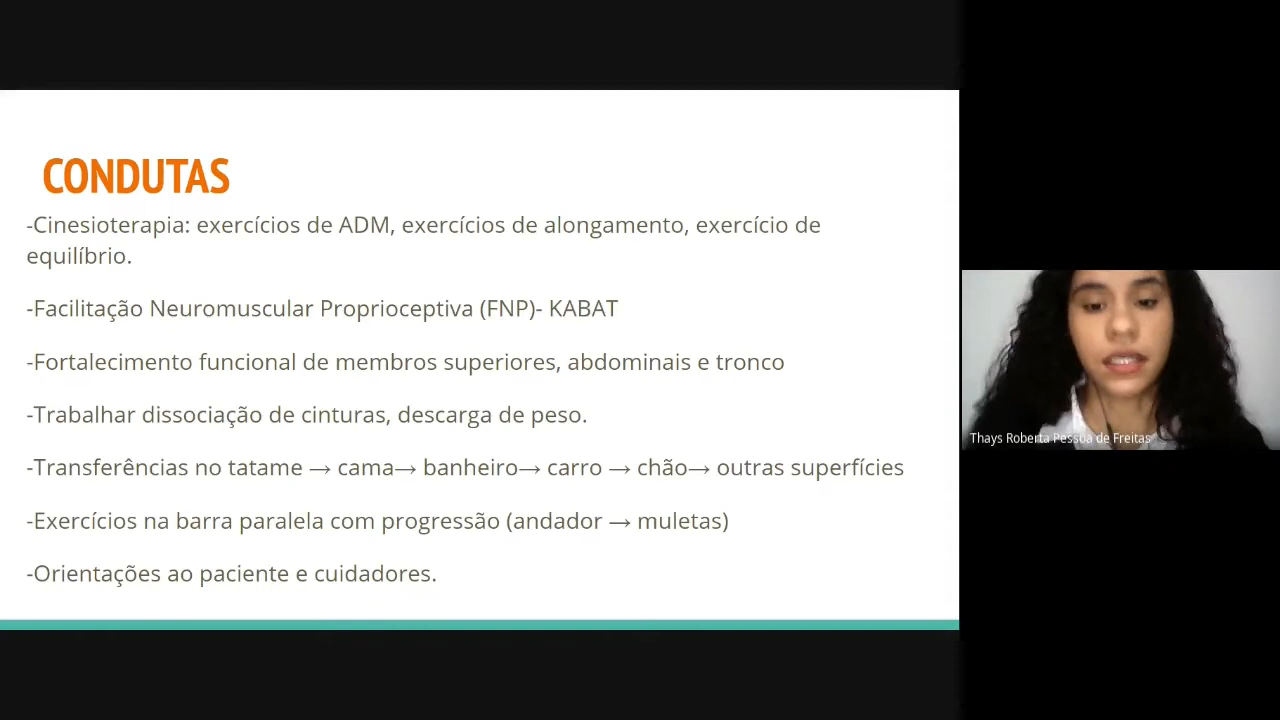 CONDUTAS
-Cinesioterapia: exercícios de ADM, exercícios de alongamento, exercício de
equilíbrio.
-Facilitação Neuromuscular Proprioceptiva (FNP)- KABAT
-Fortalecimento funcional de membros superiores, abdominais e tronco
-Trabalhar dissociação de cinturas, descarga de peso.
-Transferências no tatame → cama→ banheiro→ carro → chão→ outras superfícies
-Exercícios na barra paralela com progressão (andador → muletas)
-Orientações ao paciente e cuidadores.
Thays Roberta Pessoa de Freitas